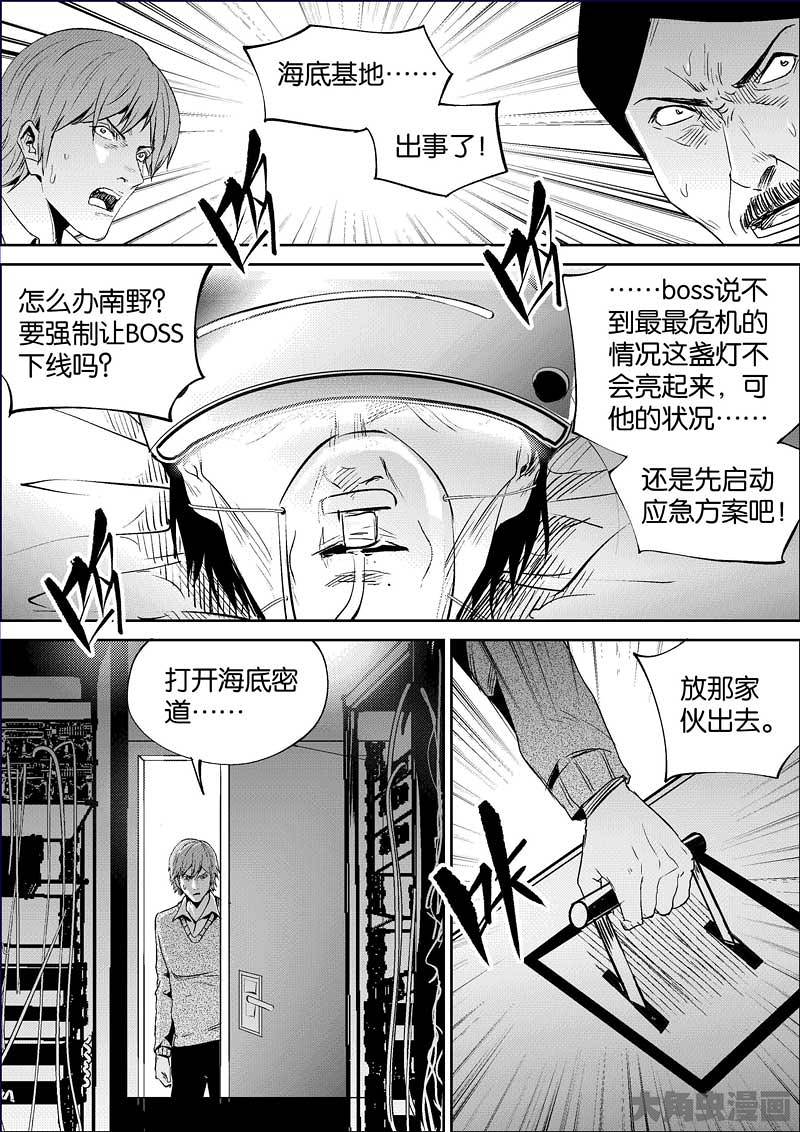 海底基地……
出事了！
怎么办南野？
要强制让BOSS
下线吗？
……boss说不
到最最危机的
情况这盏灯不
会亮起来，可
他的状况……
还是先启动
应急方案吧！
打开海底密
道……
放那家
伙出去。
大角虫漫画